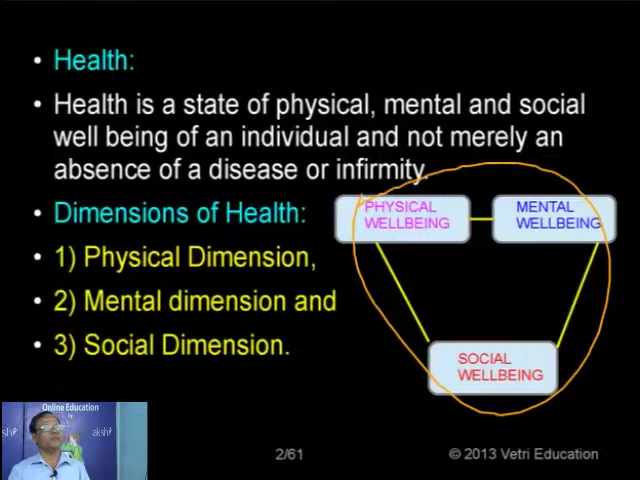 Health:
Health is a state of physical, mental and social
well being of an individual and not merely an
absence of a disease or infirmity.
Dimensions of Health:
1) Physical Dimension,
2) Mental dimension and
3) Social Dimension.
PHYSICAL
WELLBEING
MENTAL
WELLBEING
SOCIAL
WELLBEING
Online Education
by
akshi
2/61
© 2013 Vetri Education